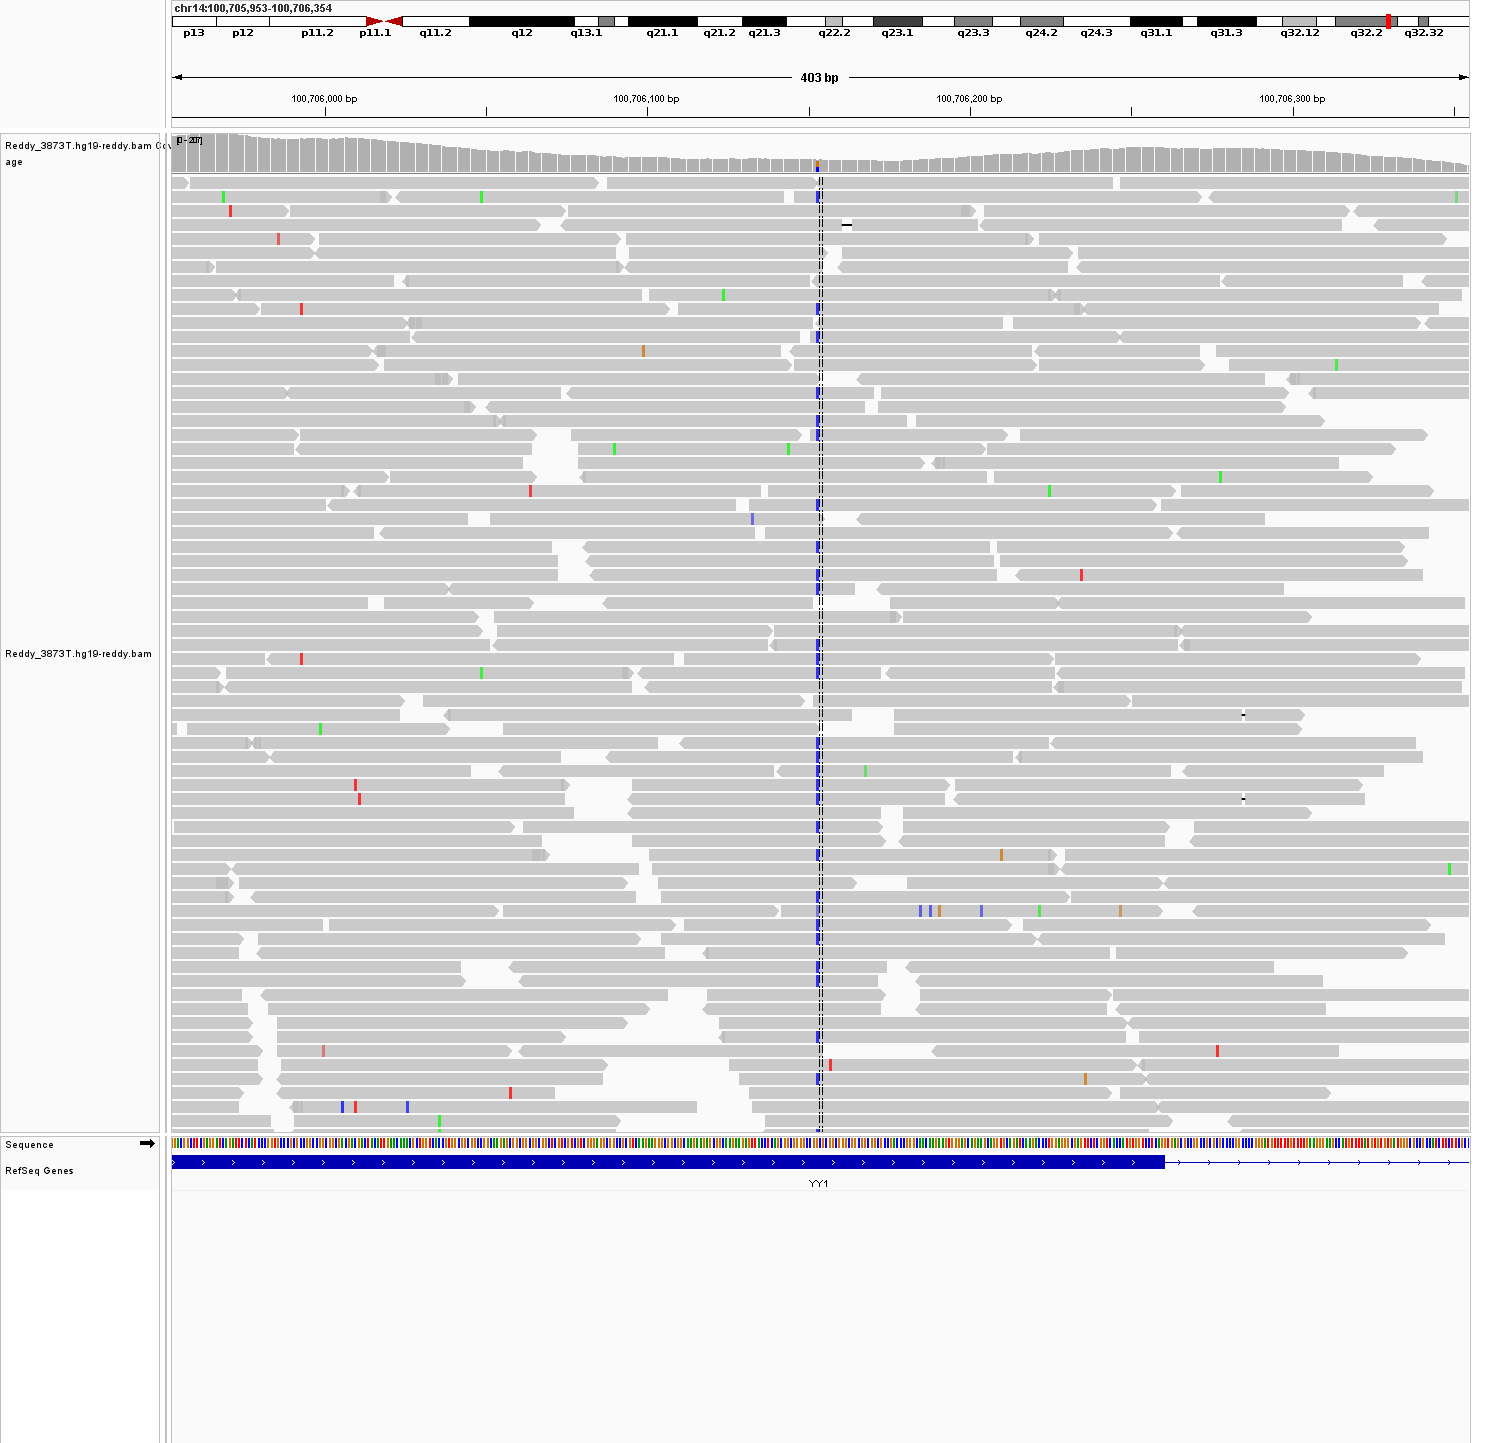 chr14:100,705,953-100,706,354
p13 p12 p11.2 p11.1 q11.2 q12 q13.1 q21.1 q21.2 q21.3 q22.2 q23.1 q23.3 q24.2 q24.3 q31.1 q31.3 q32.12 q32.2 q32.32
403 bp
100,706,000 bp 100,706,100 bp 100,706,200 bp 100,706,300 bp
Reddy_3873T.hg19-reddy.bam Cov
age
[0 - 207]
Reddy_3873T.hg19-reddy.bam
Sequence
RefSeq Genes
YY1